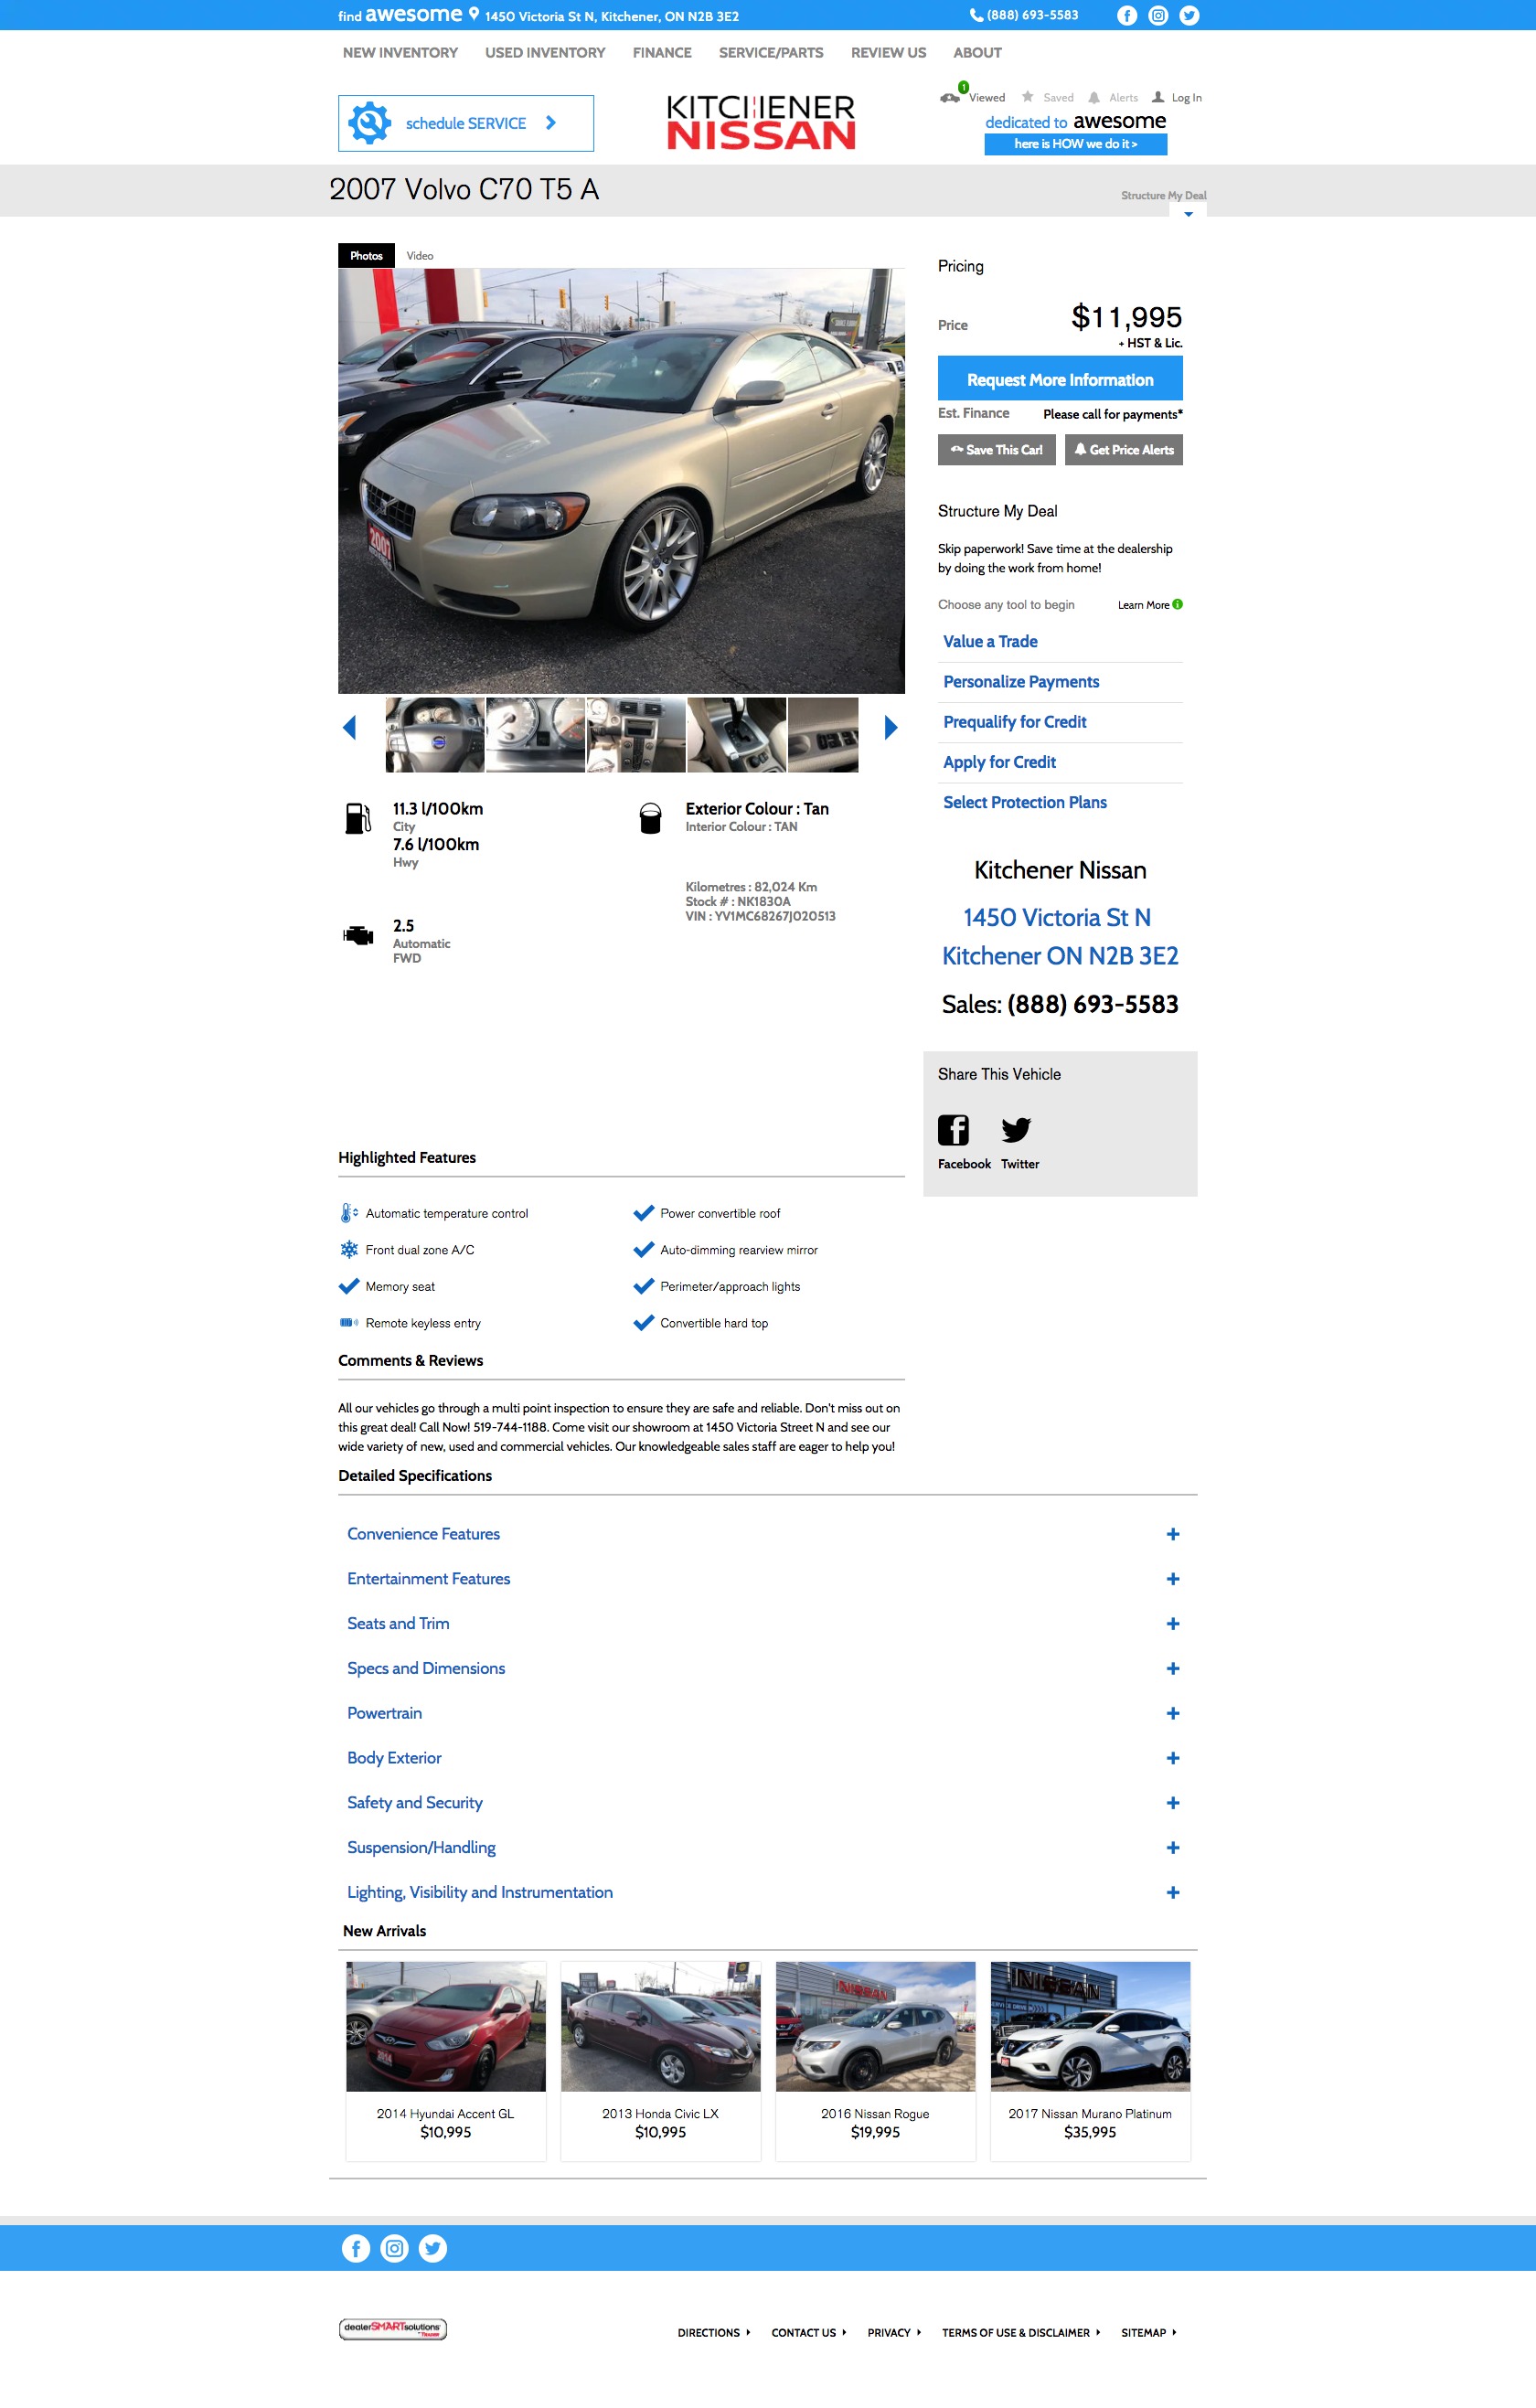 find awesome 1450 Victoria St N, Kitchener, ON N2B 3E2
(888) 693-5583
NEW INVENTORY USED INVENTORY FINANCE SERVICE/PARTS REVIEW US ABOUT
schedule SERVICE
KITCHENER
NISSAN
1
Viewed Saved Alerts Log In
dedicated to awesome
here is HOW we do it >
2007 Volvo C70 T5 A
Structure My Deal
Photos Video
2007
Pricing
Price $11,995
+ HST & Lic.
Request More Information
Est. Finance Please call for payments*
Save This Car! Get Price Alerts
Structure My Deal
Skip paperwork! Save time at the dealership
by doing the work from home!
Choose any tool to begin Learn More
Value a Trade
Personalize Payments
Prequalify for Credit
Apply for Credit
Select Protection Plans
11.3 l/100km
City
7.6 l/100km
Hwy
2.5
Automatic
FWD
Exterior Colour : Tan
Interior Colour : TAN
Kilometres : 82,024 Km
Stock # : NK1830A
VIN : YV1MC68267J020513
Kitchener Nissan
1450 Victoria St N
Kitchener ON N2B 3E2
Sales: (888) 693-5583
Share This Vehicle
Facebook Twitter
Highlighted Features
Automatic temperature control Power convertible roof
Front dual zone A/C Auto-dimming rearview mirror
Memory seat Perimeter/approach lights
Remote keyless entry Convertible hard top
Comments & Reviews
All our vehicles go through a multi point inspection to ensure they are safe and reliable. Don't miss out on
this great deal! Call Now! 519-744-1188. Come visit our showroom at 1450 Victoria Street N and see our
wide variety of new, used and commercial vehicles. Our knowledgeable sales staff are eager to help you!
Detailed Specifications
Convenience Features
Entertainment Features
Seats and Trim
Specs and Dimensions
Powertrain
Body Exterior
Safety and Security
Suspension/Handling
Lighting, Visibility and Instrumentation
New Arrivals
2014
NISSAN
NISSAN
2014 Hyundai Accent GL
$10,995
2013 Honda Civic LX
$10,995
2016 Nissan Rogue
$19,995
2017 Nissan Murano Platinum
$35,995
dealerSMARTsolutions
DIRECTIONS CONTACT US PRIVACY TERMS OF USE & DISCLAIMER SITEMAP